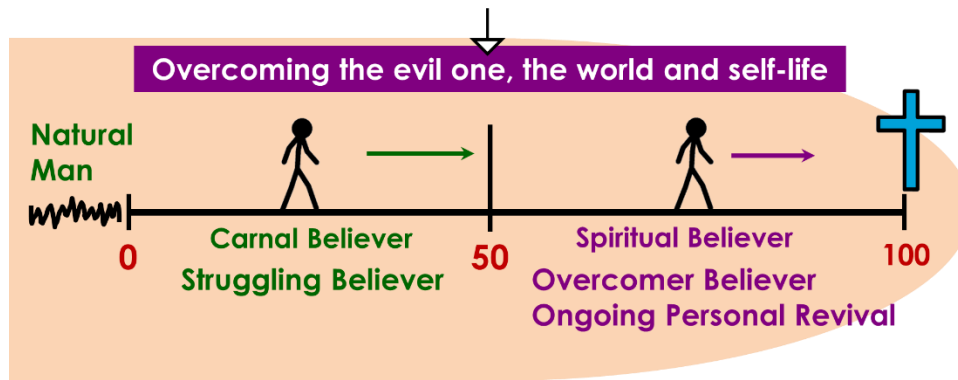 Overcoming the evil one, the world and self-life
Natural
Man
0
50
100
Carnal Believer
Struggling Believer
Spiritual Believer
Overcomer Believer
Ongoing Personal Revival